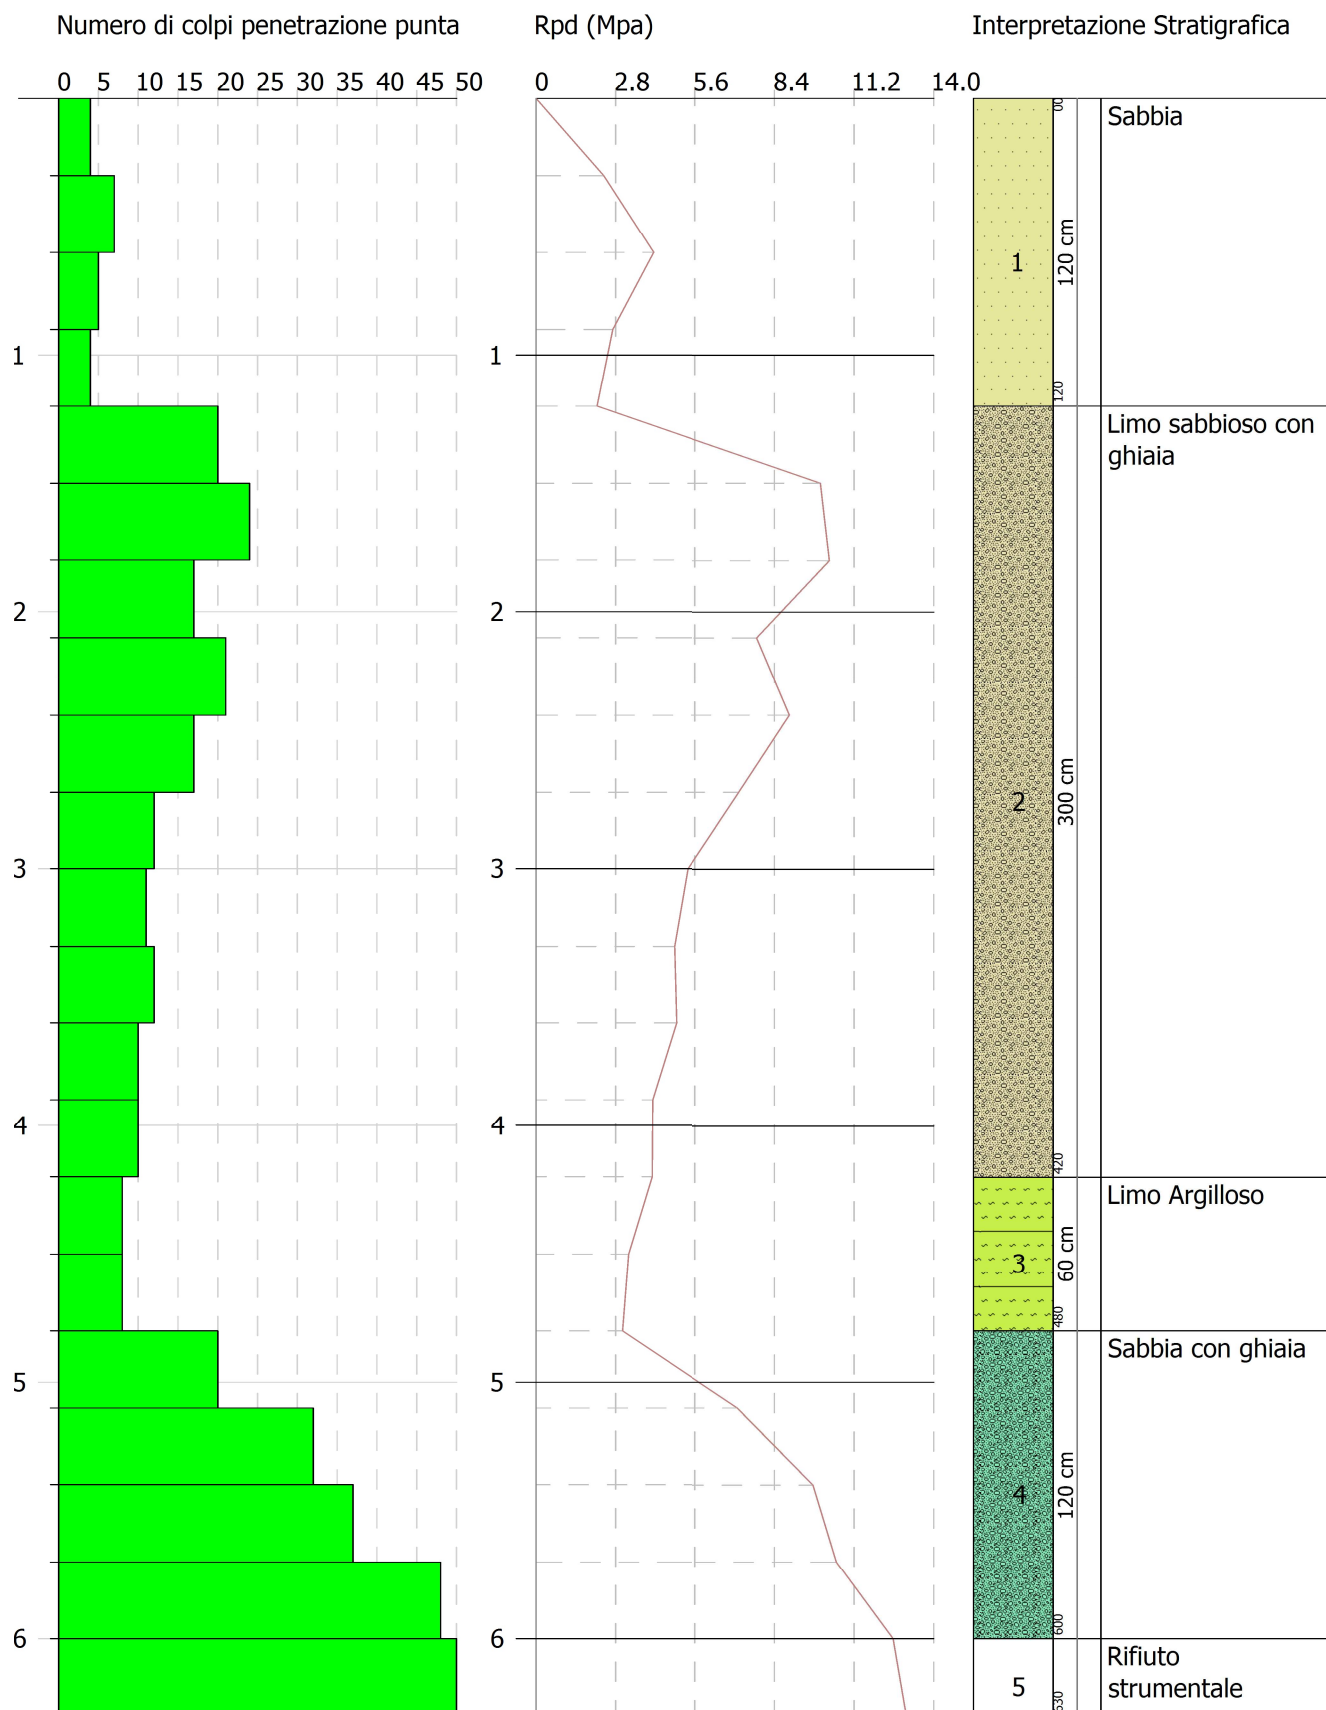 Numero di colpi penetrazione punta
Rpd (Mpa)
Interpretazione Stratigrafica
0 5 10 15 20 25 30 35 40 45 50
0 2.8 5.6 8.4 11.2 14.0
1
2
3
4
5
6
1
2
3
4
5
6
1
120 cm
120
Sabbia
2
300 cm
420
Limo sabbioso con
ghiaia
3
60 cm
480
Limo Argilloso
4
120 cm
600
Sabbia con ghiaia
5
Rifiuto
strumentale